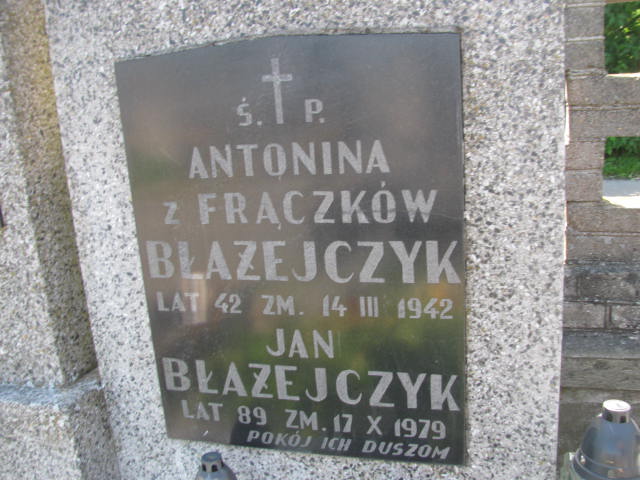 Ś. P.
ANTONINA
z FRĄCZKÓW
BŁAŻEJCZYK
LAT 42 ZM. 14 III 1942
JAN
BŁAŻEJCZYK
LAT 89 ZM. 17 X 1979
POKÓJ ICH DUSZOM